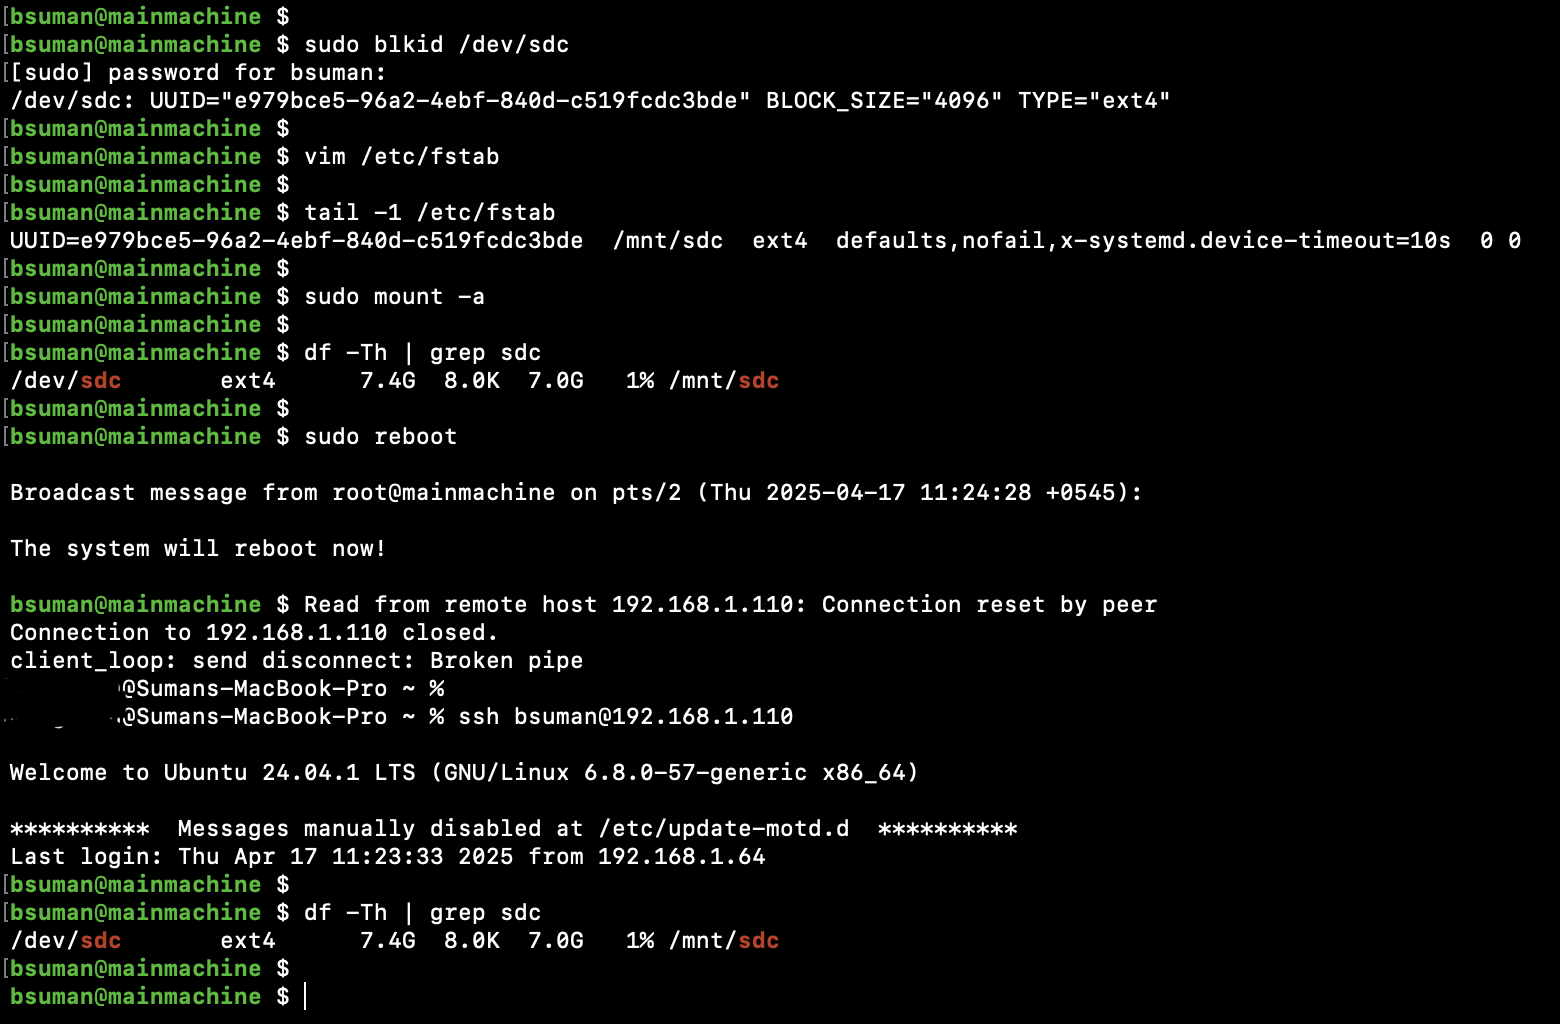 [bsuman@mainmachine $
[bsuman@mainmachine $ sudo blkid /dev/sdc
[[sudo] password for bsuman:
/dev/sdc: UUID="e979bce5-96a2-4ebf-840d-c519fcdc3bde" BLOCK_SIZE="4096" TYPE="ext4"
[bsuman@mainmachine $
[bsuman@mainmachine $ vim /etc/fstab
[bsuman@mainmachine $
[bsuman@mainmachine $ tail -1 /etc/fstab
UUID=e979bce5-96a2-4ebf-840d-c519fcdc3bde  /mnt/sdc  ext4  defaults,nofail,x-systemd.device-timeout=10s  0 0
[bsuman@mainmachine $
[bsuman@mainmachine $ sudo mount -a
[bsuman@mainmachine $
[bsuman@mainmachine $ df -Th | grep sdc
/dev/sdc       ext4      7.4G  8.0K  7.0G   1% /mnt/sdc
[bsuman@mainmachine $
[bsuman@mainmachine $ sudo reboot
Broadcast message from root@mainmachine on pts/2 (Thu 2025-04-17 11:24:28 +0545):
The system will reboot now!
bsuman@mainmachine $ Read from remote host 192.168.1.110: Connection reset by peer
Connection to 192.168.1.110 closed.
client_loop: send disconnect: Broken pipe
@Sumans-MacBook-Pro ~ %
@Sumans-MacBook-Pro ~ % ssh bsuman@192.168.1.110
Welcome to Ubuntu 24.04.1 LTS (GNU/Linux 6.8.0-57-generic x86_64)
**********  Messages manually disabled at /etc/update-motd.d  **********
Last login: Thu Apr 17 11:23:33 2025 from 192.168.1.64
[bsuman@mainmachine $
[bsuman@mainmachine $ df -Th | grep sdc
/dev/sdc       ext4      7.4G  8.0K  7.0G   1% /mnt/sdc
[bsuman@mainmachine $
bsuman@mainmachine $